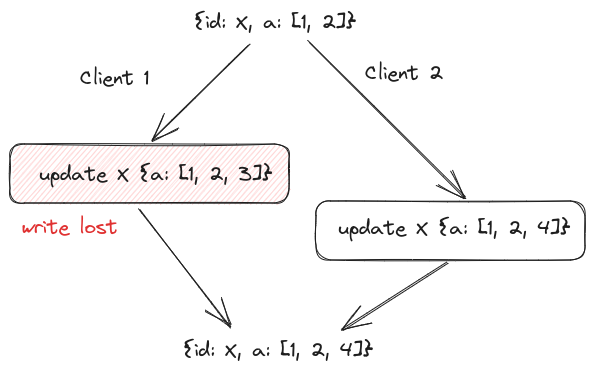 {id: X, a: [1, 2]}
Client 1
Client 2
update X {a: [1, 2, 3]}
write lost
update X {a: [1, 2, 4]}
{id: X, a: [1, 2, 4]}